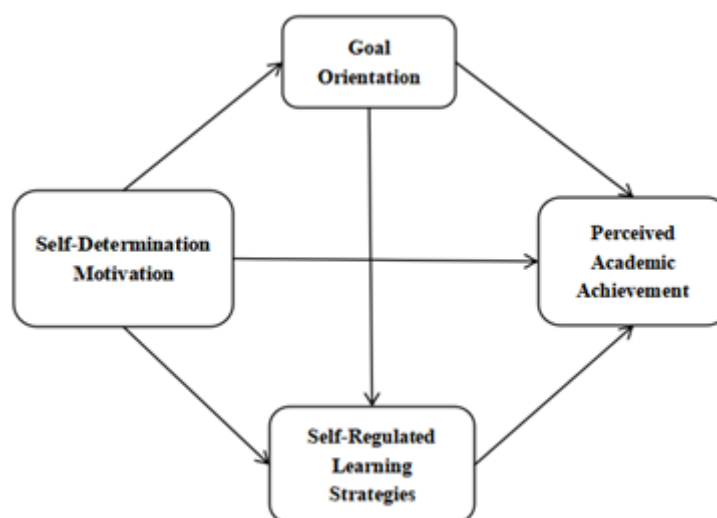 Goal
Orientation
Self-Determination
Motivation
Perceived
Academic
Achievement
Self-Regulated
Learning
Strategies